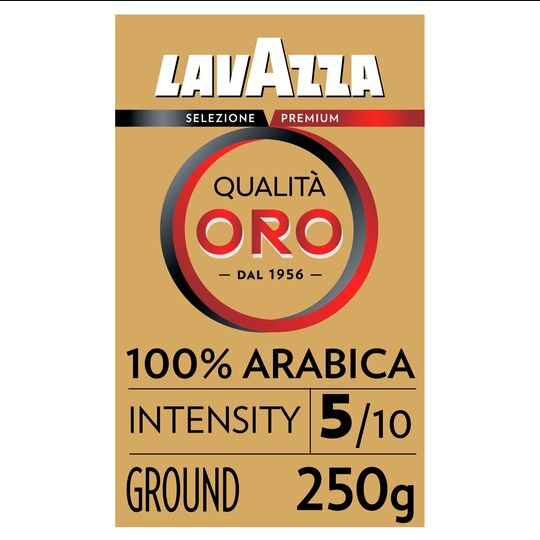 LAVAZZA
SELEZIONE PREMIUM
QUALITÀ
ORO
— DAL 1956 —
100% ARABICA
INTENSITY 5/10
GROUND 250g